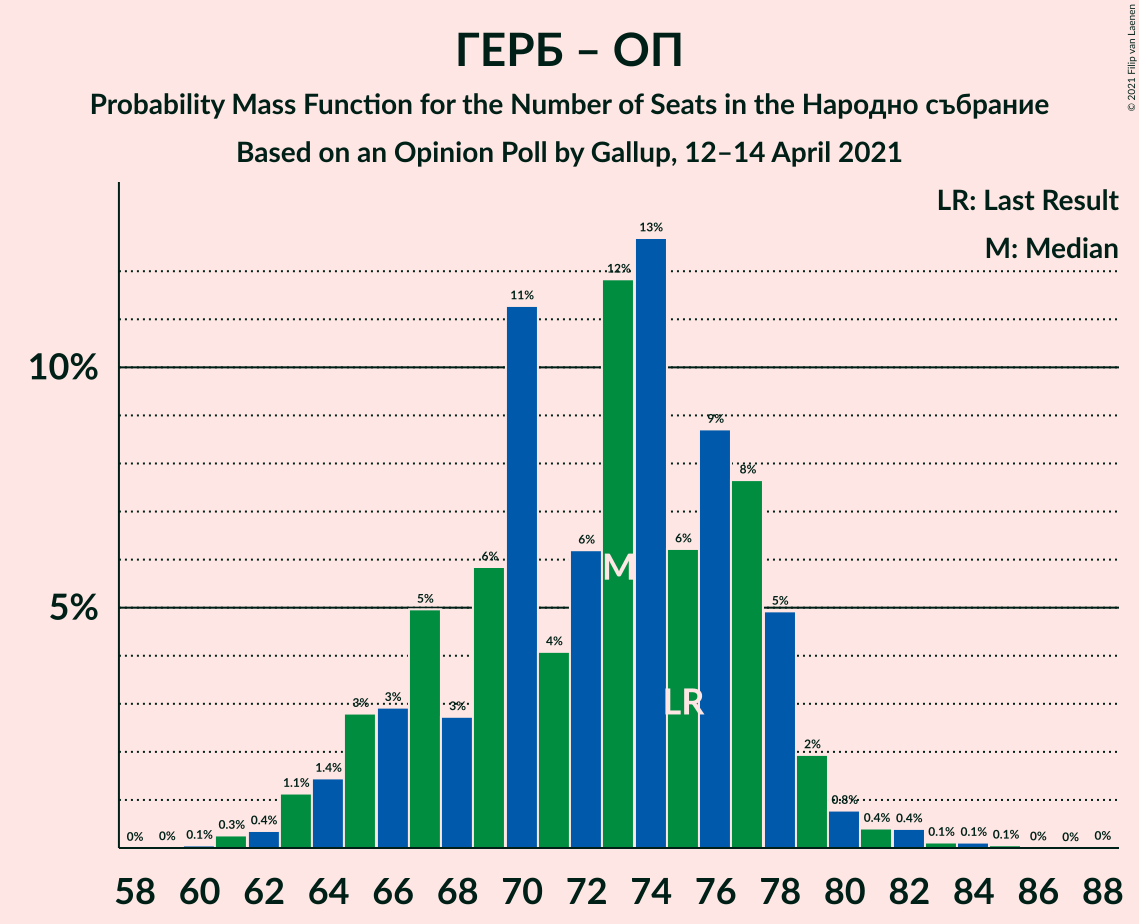 ГЕРБ – ОП
Probability Mass Function for the Number of Seats in the Народно събрание
Based on an Opinion Poll by Gallup, 12–14 April 2021
© 2021 Filip van Laenen
LR: Last Result
M: Median
10%
5%
0% 0% 0.1% 0.3% 0.4% 1.1% 1.4% 3% 3% 5% 3% 6% 11% 4% 6% 12% 13% 6% 9% 8% 5% 2% 0.8% 0.4% 0.4% 0.1% 0.1% 0.1% 0% 0% 0%
M
LR
58 60 62 64 66 68 70 72 74 76 78 80 82 84 86 88